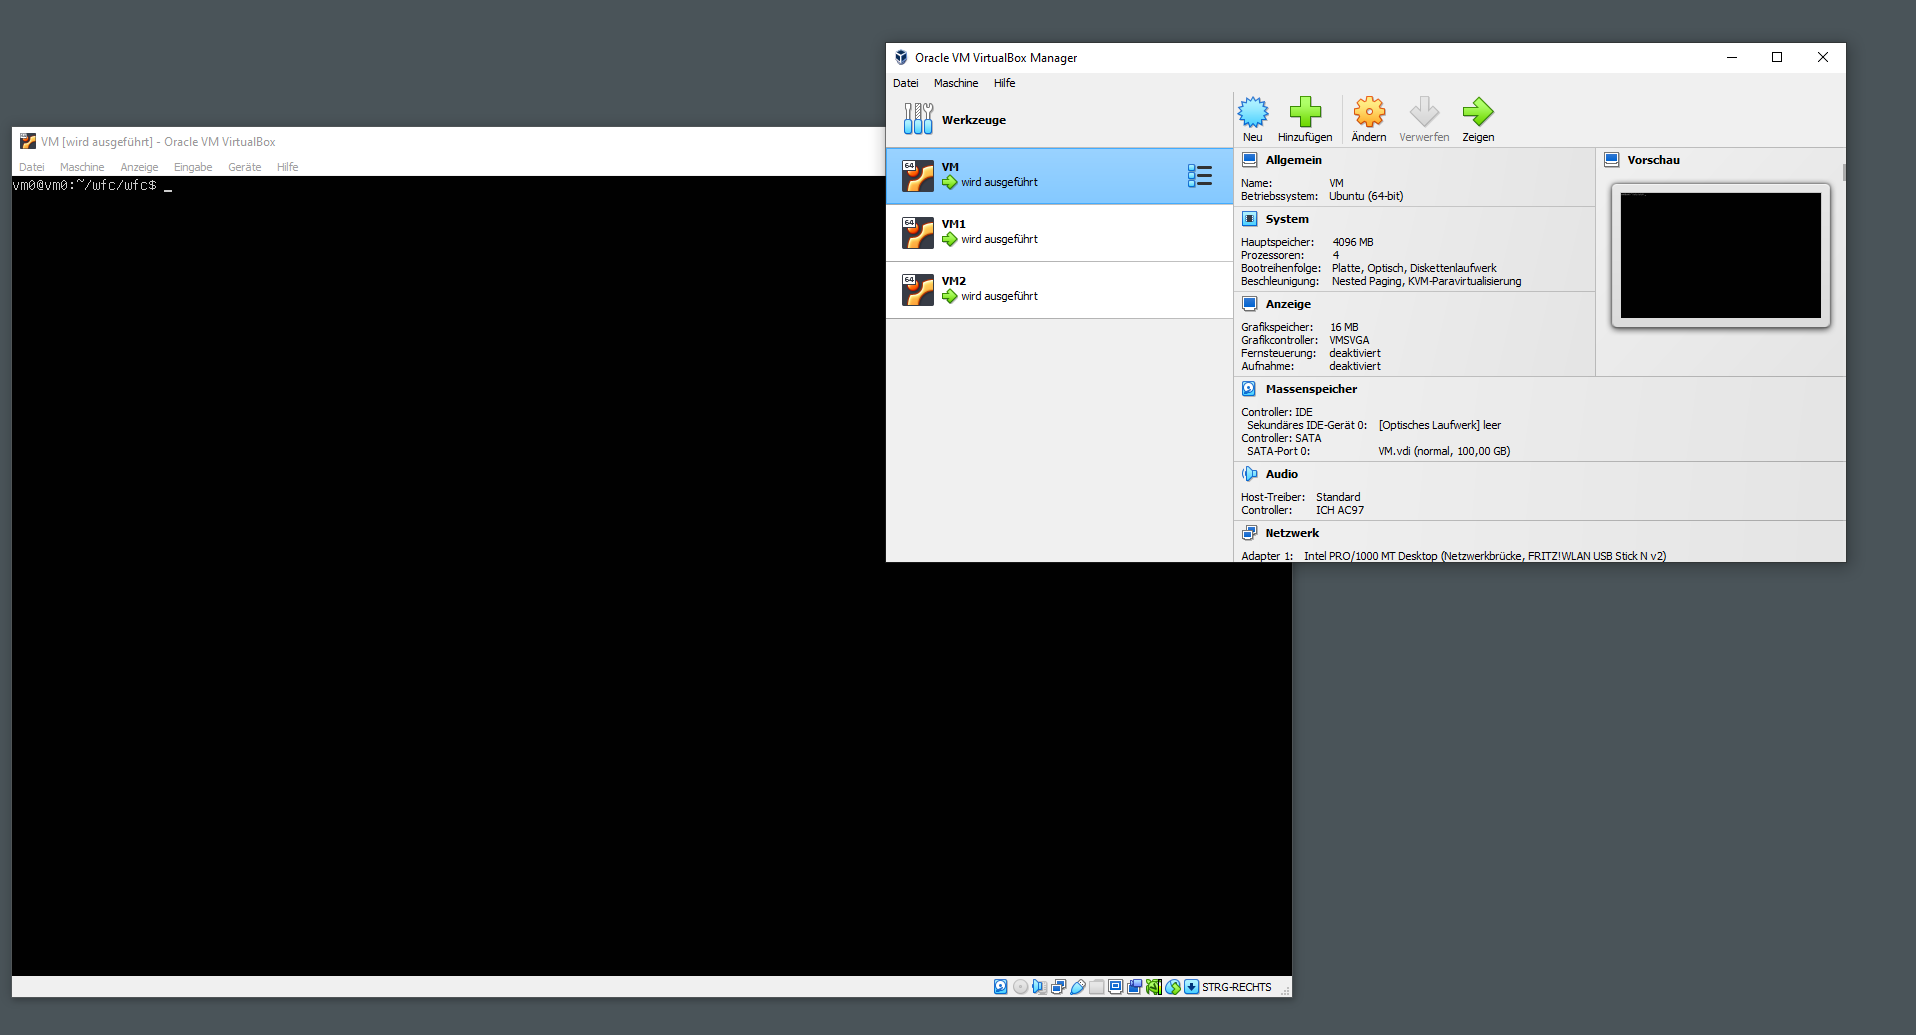 Oracle VM VirtualBox Manager
Datei Maschine Hilfe
Werkzeuge
Neu Hinzufügen Ändern Verwerfen Zeigen
64 VM
wird ausgeführt
64 VM1
wird ausgeführt
64 VM2
wird ausgeführt
Allgemein
Name: VM
Betriebssystem: Ubuntu (64-bit)
System
Hauptspeicher: 4096 MB
Prozessoren: 4
Bootreihenfolge: Platte, Optisch, Diskettenlaufwerk
Beschleunigung: Nested Paging, KVM-Paravirtualisierung
Anzeige
Grafikspeicher: 16 MB
Grafikcontroller: VMSVGA
Fernsteuerung: deaktiviert
Aufnahme: deaktiviert
Vorschau
Massenspeicher
Controller: IDE
Sekundäres IDE-Gerät 0: [Optisches Laufwerk] leer
Controller: SATA
SATA-Port 0: VM.vdi (normal, 100,00 GB)
Audio
Host-Treiber: Standard
Controller: ICH AC97
Netzwerk
Adapter 1: Intel PRO/1000 MT Desktop (Netzwerkbrücke, FRITZ!WLAN USB Stick N v2)
VM [wird ausgeführt] - Oracle VM VirtualBox
Datei Maschine Anzeige Eingabe Geräte Hilfe
vm0@vm0:~/wfc/wfc$ _
STRG-RECHTS